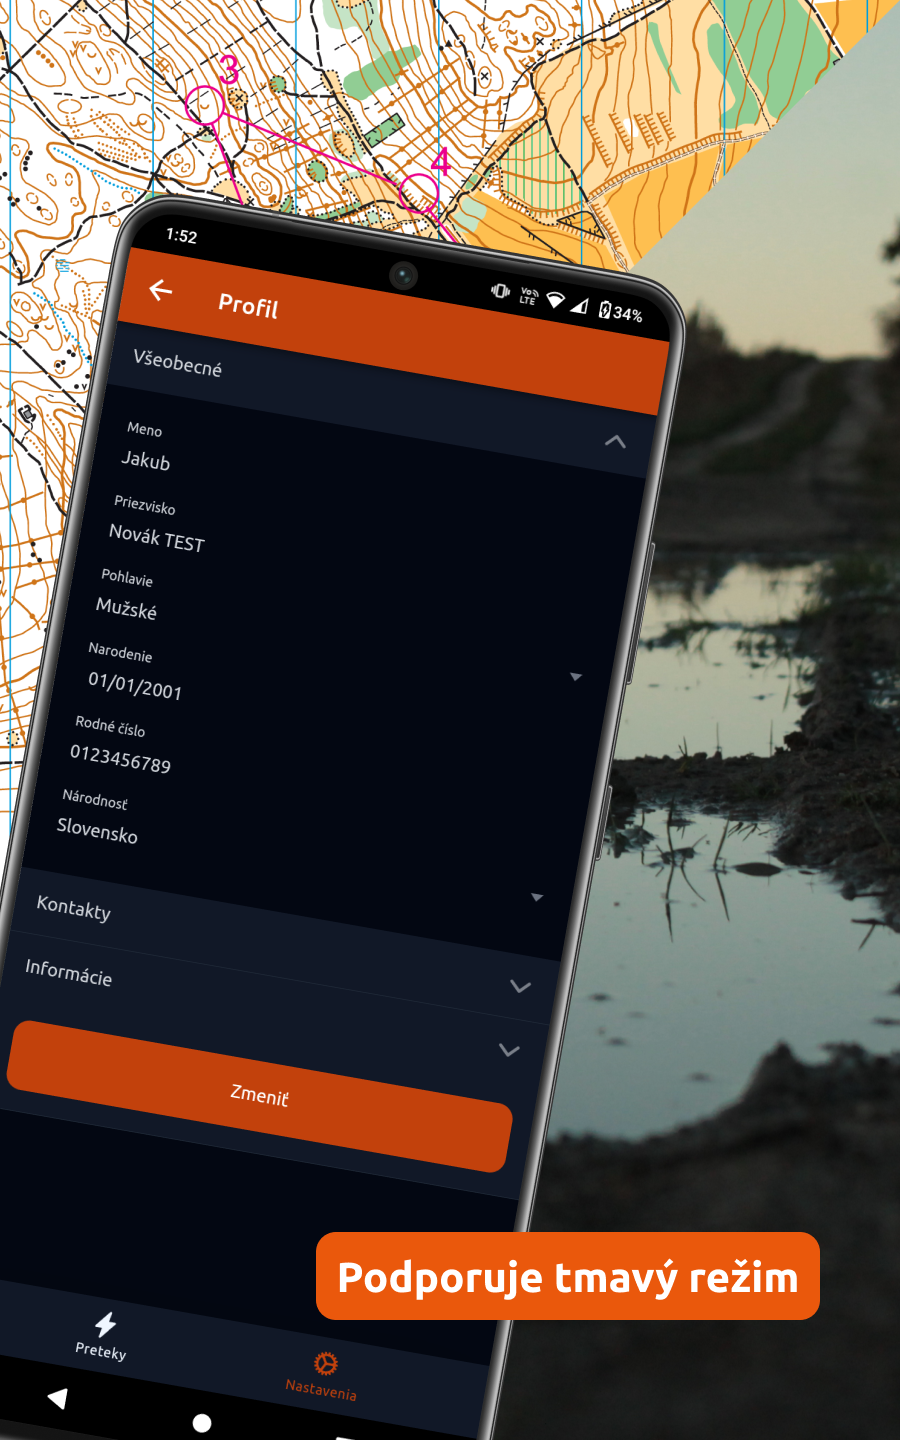 3
4
1:52
Vo))
LTE
34%
Profil
Všeobecné
Meno
Jakub
Priezvisko
Novák TEST
Pohlavie
Mužské
Narodenie
01/01/2001
Rodné číslo
0123456789
Národnosť
Slovensko
Kontakty
Informácie
Zmeniť
Podporuje tmavý režim
Preteky
Nastavenia